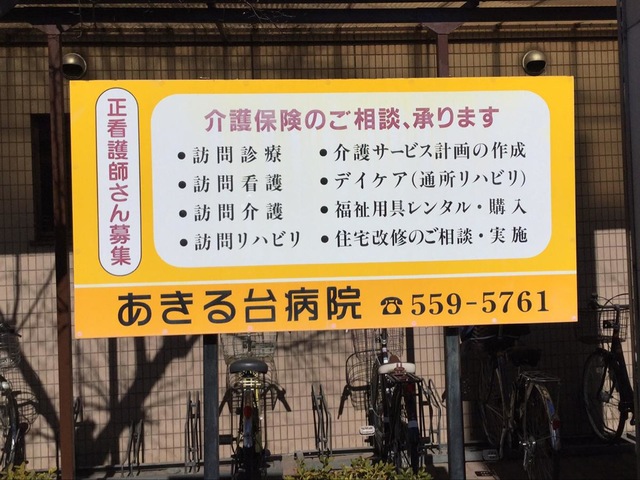 正看護師さん募集
介護保険のご相談、承ります
•訪問診療
•訪問看護
•訪問介護
•訪問リハビリ
•介護サービス計画の作成
•デイケア(通所リハビリ)
•福祉用具レンタル・購入
•住宅改修のご相談・実施
あきる台病院 ☎559-5761